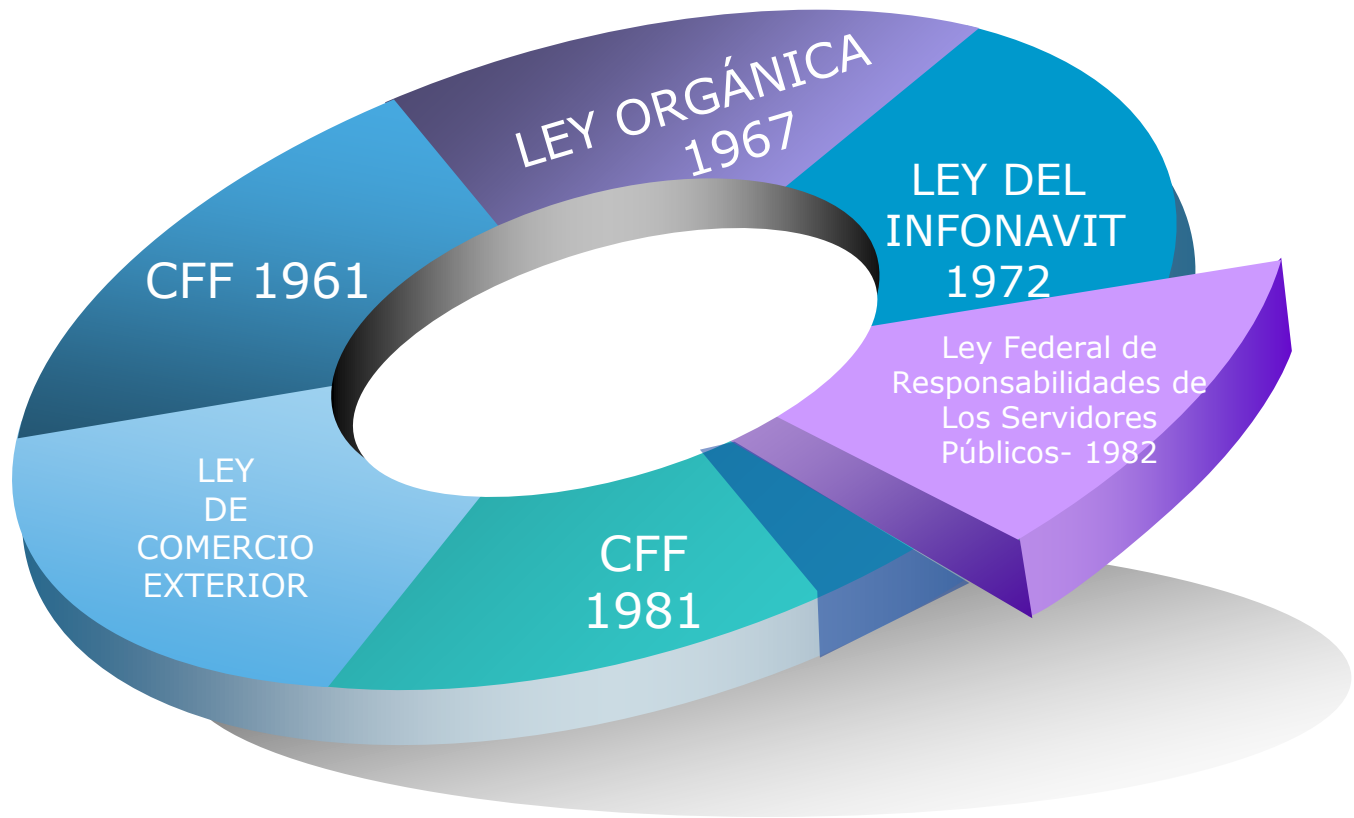 LEY ORGÁNICA
1967
LEY DEL
INFONAVIT
1972
CFF 1961
Ley Federal de
Responsabilidades de
Los Servidores
Públicos- 1982
LEY
DE
COMERCIO
EXTERIOR
CFF
1981